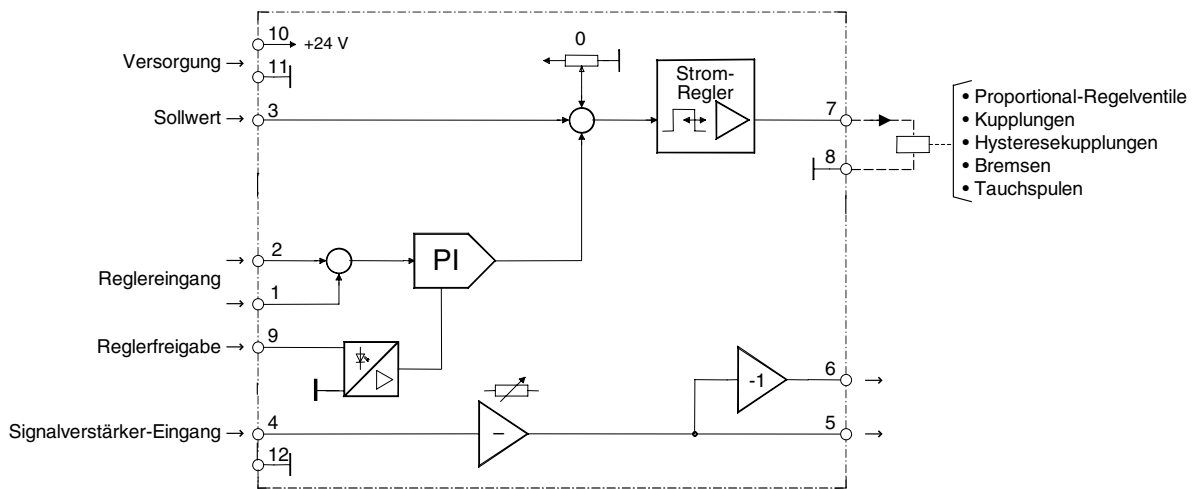 10
+24 V
Versorgung →
11
0
Strom-
Regler
Sollwert →
3
7
8
• Proportional-Regelventile
• Kupplungen
• Hysteresekupplungen
• Bremsen
• Tauchspulen
→ 2
Reglereingang
→ 1
PI
Reglerfreigabe →
9
-1
6 →
Signalverstärker-Eingang →
4
–
5 →
12